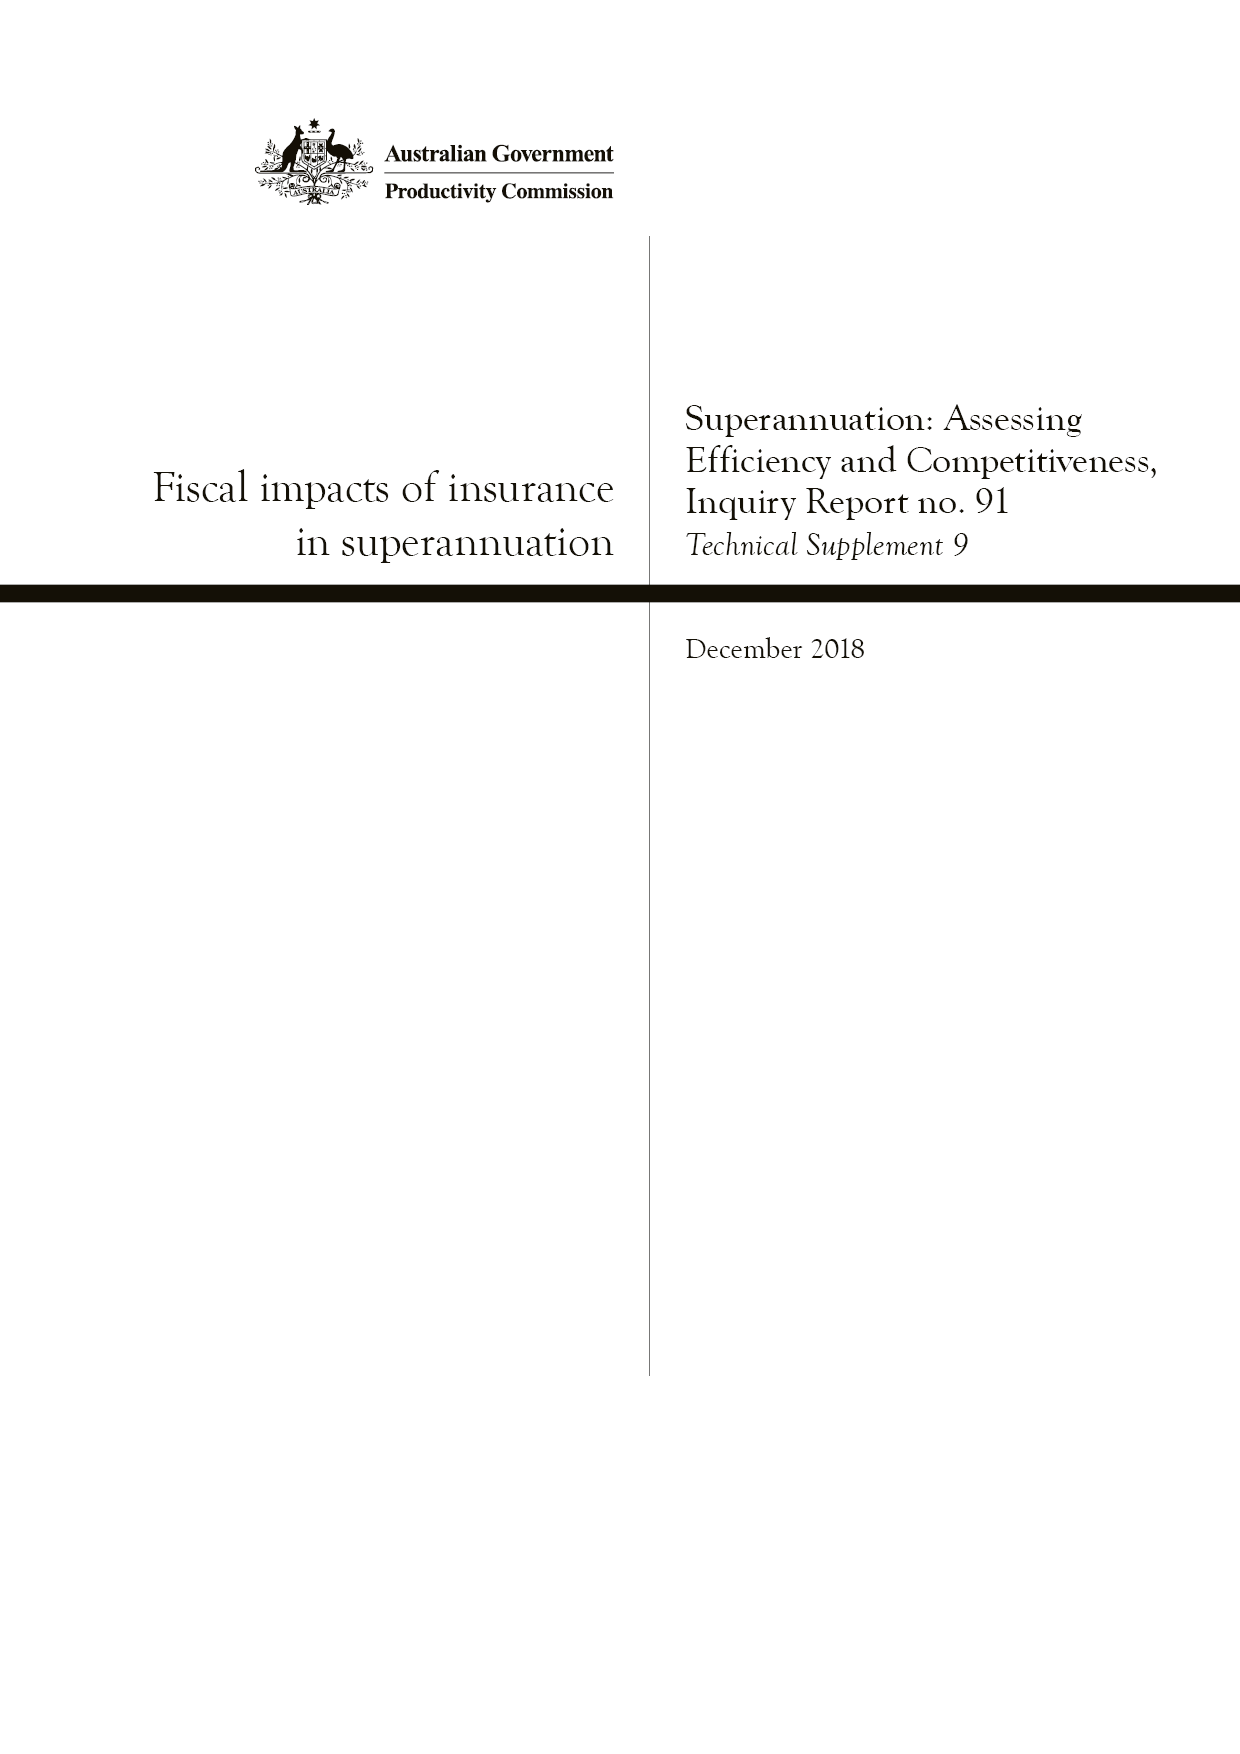 AUSTRALIA
Australian Government
Productivity Commission
Fiscal impacts of insurance
in superannuation
Superannuation: Assessing
Efficiency and Competitiveness,
Inquiry Report no. 91
Technical Supplement 9
December 2018